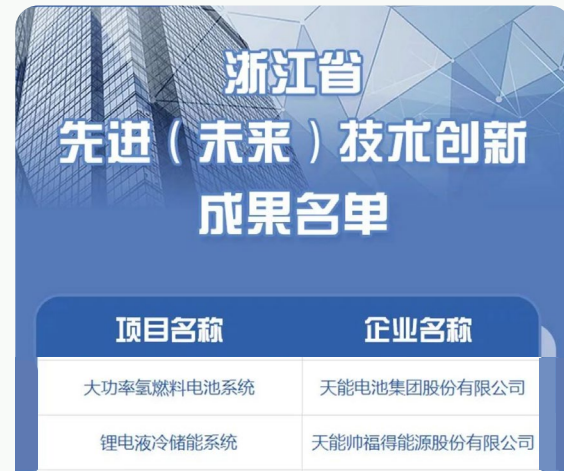 浙江省
先进（未来）技术创新
成果名单
项目名称 企业名称
大功率氢燃料电池系统 天能电池集团股份有限公司
锂电液冷储能系统 天能帅福得能源股份有限公司